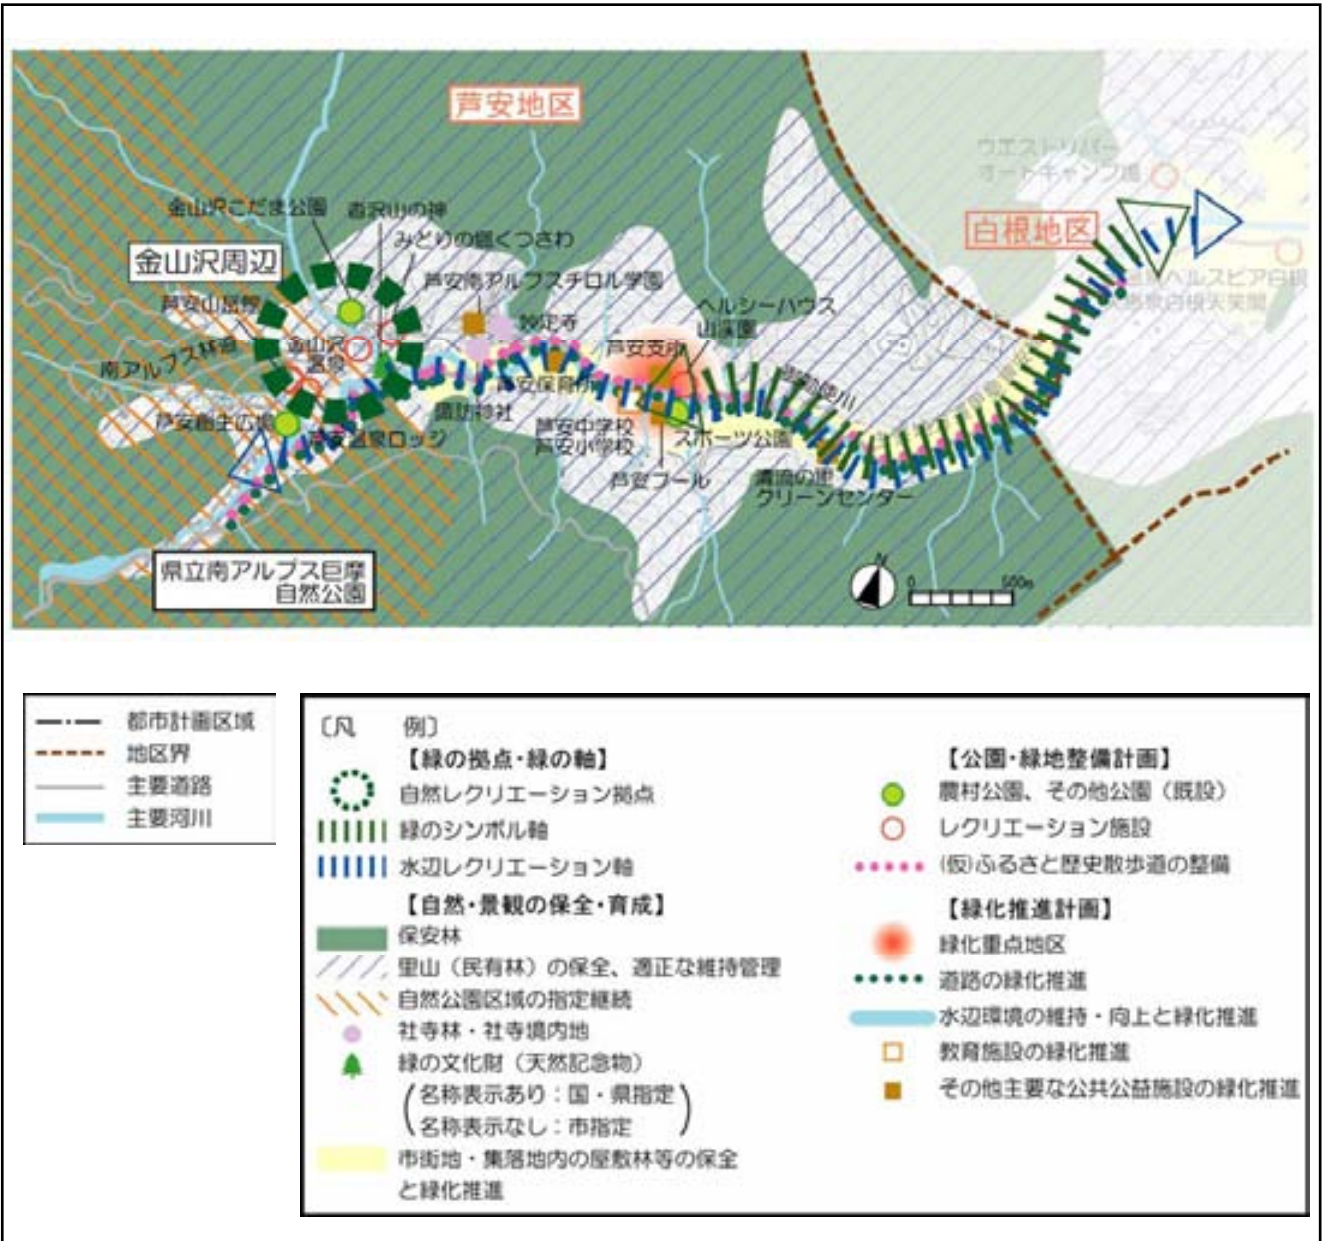 芦安地区
ウエストリバー
オートキャンプ場
白根地区
金山沢こだま公園
沓沢山の神
みどりの郷くつさわ
金山沢周辺
芦安南アルプスチロル学園
芦安山岳館
ヘルシーハウス
山渓園
妙定寺
芦安支所
金山沢
温泉
南アルプス林道
芦安保育所
御勅使川
諏訪神社
芦安温泉ロッジ
芦安中学校
芦安小学校
スポーツ公園
芦安プール
クリーンセンター
県立南アルプス巨摩
自然公園
N
0
500m
都市計画区域
地区界
主要道路
主要河川
〔凡 例〕
【緑の拠点・緑の軸】
自然レクリエーション拠点
緑のシンボル軸
水辺レクリエーション軸
【自然・景観の保全・育成】
保安林
里山（民有林）の保全、適正な維持管理
自然公園区域の指定継続
社寺林・社寺境内地
緑の文化財（天然記念物）
（名称表示あり：国・県指定
名称表示なし：市指定）
市街地・集落地内の屋敷林等の保全
と緑化推進
【公園・緑地整備計画】
農村公園、その他公園（既設）
レクリエーション施設
(仮)ふるさと歴史散歩道の整備
【緑化推進計画】
緑化重点地区
道路の緑化推進
水辺環境の維持・向上と緑化推進
教育施設の緑化推進
その他主要な公共公益施設の緑化推進